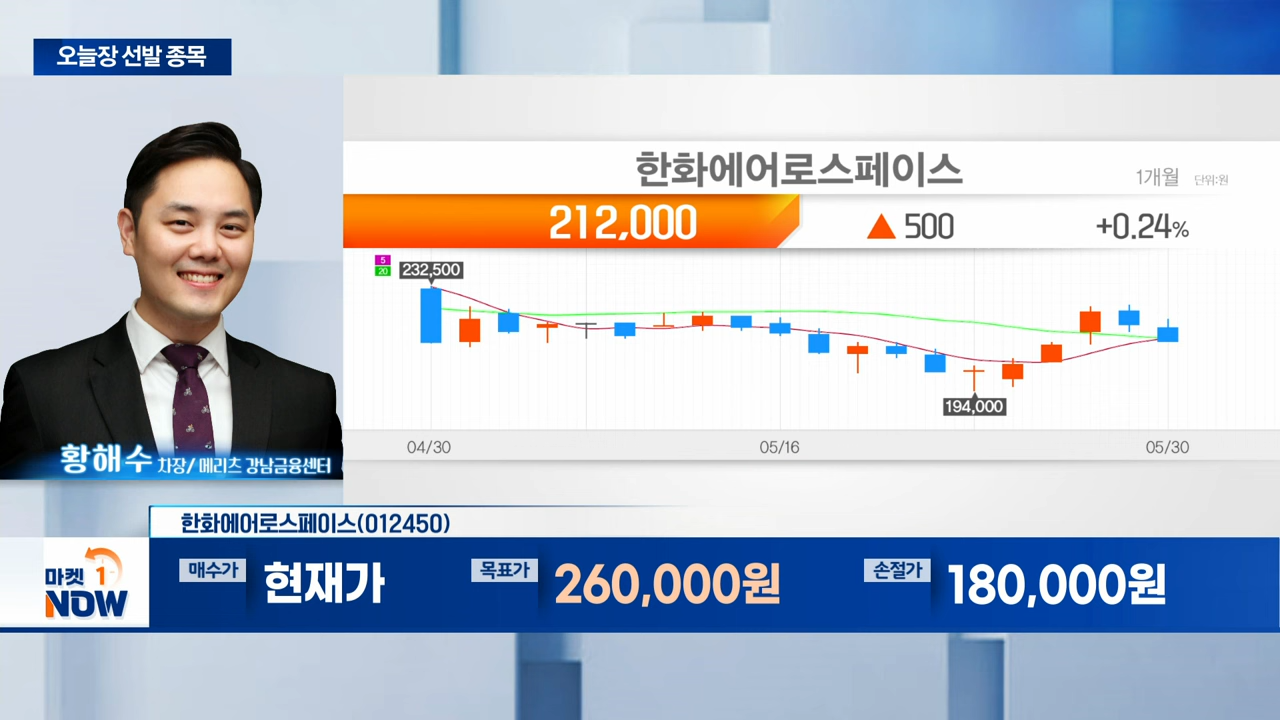 오늘장 선발 종목
한화에어로스페이스
1개월 단위:원
212,000 ▲ 500 +0.24%
5
20
232,500
194,000
04/30 05/16 05/30
황해수 차장/ 메리츠 강남금융센터
한화에어로스페이스(012450)
마켓 1
NOW
매수가 현재가 목표가 260,000원 손절가 180,000원